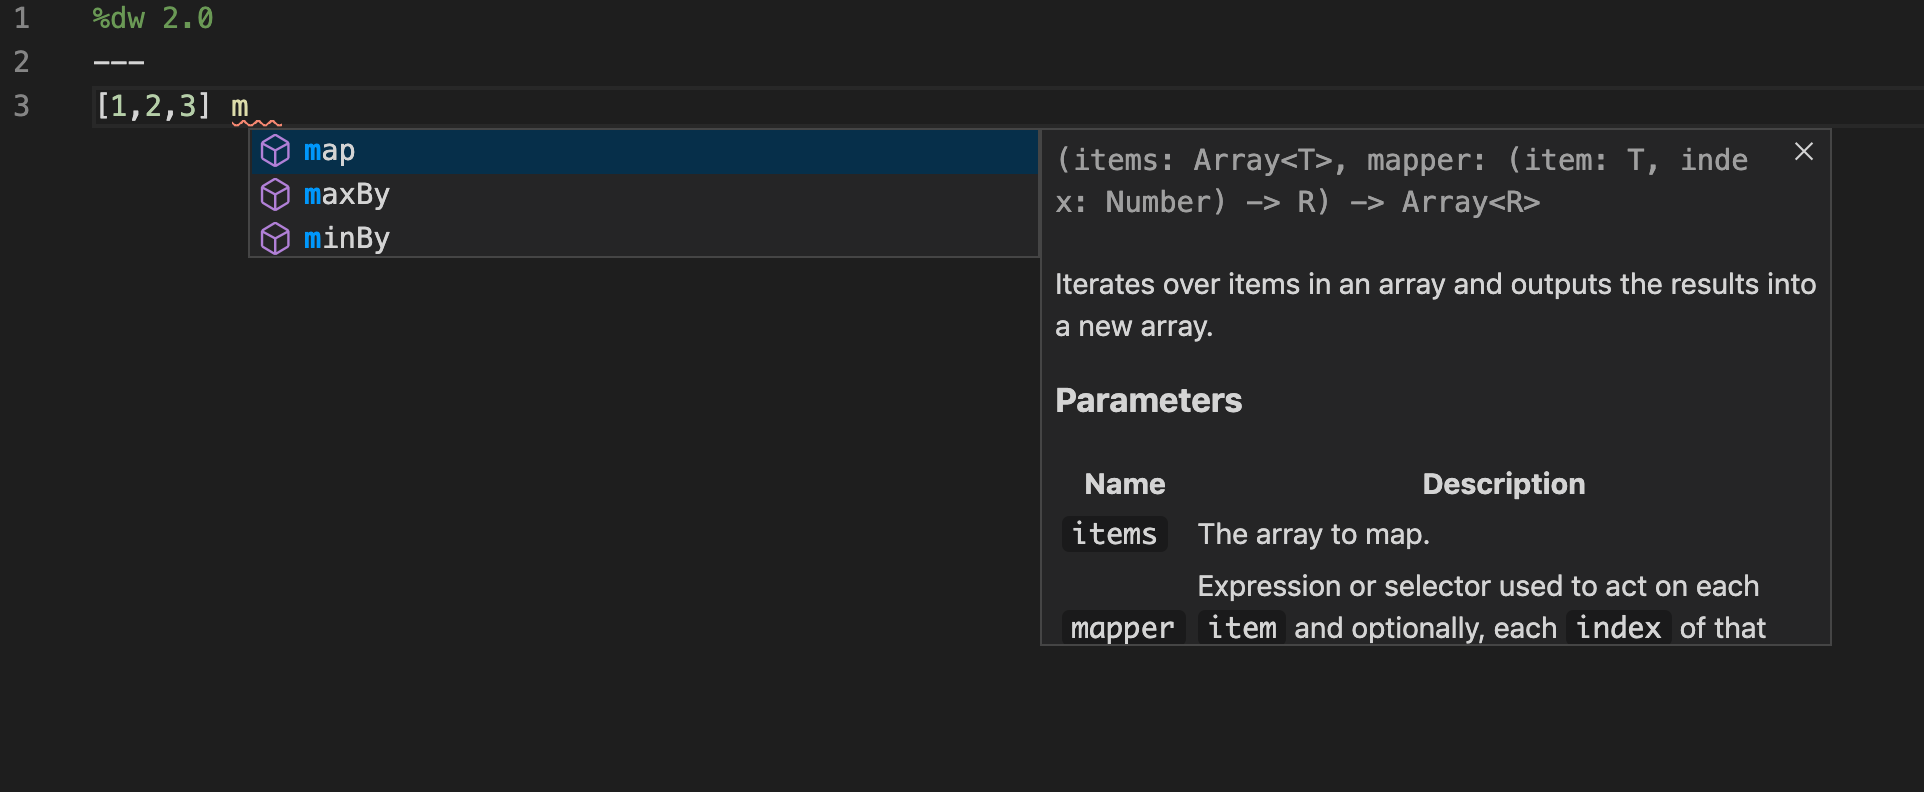 1 %dw 2.0
2 ---
3 [1,2,3] m
map
maxBy
minBy
(items: Array<T>, mapper: (item: T, inde
x: Number) -> R) -> Array<R>
Iterates over items in an array and outputs the results into
a new array.
Parameters
Name Description
items The array to map.
Expression or selector used to act on each
mapper item and optionally, each index of that